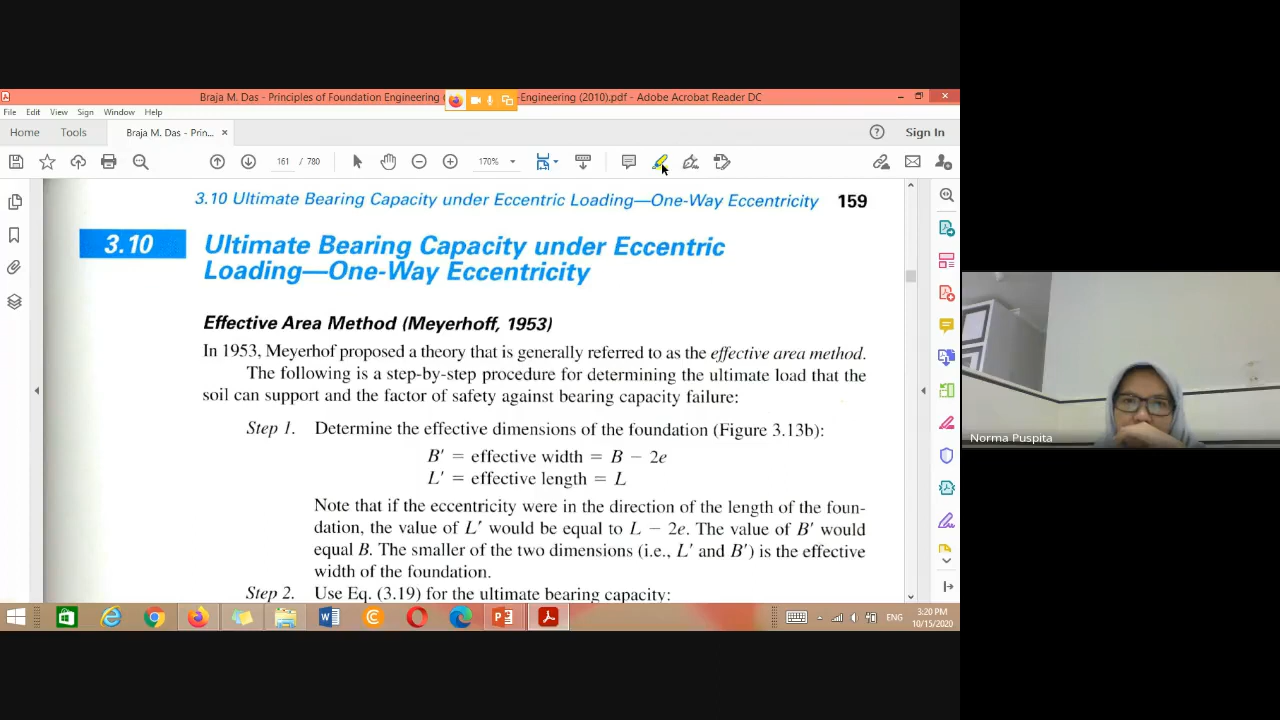 Braja M. Das - Principles of Foundation Engineering
-Engineering (2010).pdf - Adobe Acrobat Reader DC
File Edit View Sign Window Help
Home Tools Braja M. Das - Prin... × Sign In
161 / 780 170%
3.10 Ultimate Bearing Capacity under Eccentric Loading—One-Way Eccentricity 159
3.10 Ultimate Bearing Capacity under Eccentric
Loading—One-Way Eccentricity
Effective Area Method (Meyerhoff, 1953)
In 1953, Meyerhof proposed a theory that is generally referred to as the effective area method.
The following is a step-by-step procedure for determining the ultimate load that the
soil can support and the factor of safety against bearing capacity failure:
Step 1. Determine the effective dimensions of the foundation (Figure 3.13b):
B′ = effective width = B − 2e
L′ = effective length = L
Note that if the eccentricity were in the direction of the length of the foun-
dation, the value of L′ would be equal to L − 2e. The value of B′ would
equal B. The smaller of the two dimensions (i.e., L′ and B′) is the effective
width of the foundation.
Step 2. Use Eq. (3.19) for the ultimate bearing capacity:
ENG
3:20 PM
10/15/2020
Norma Puspita